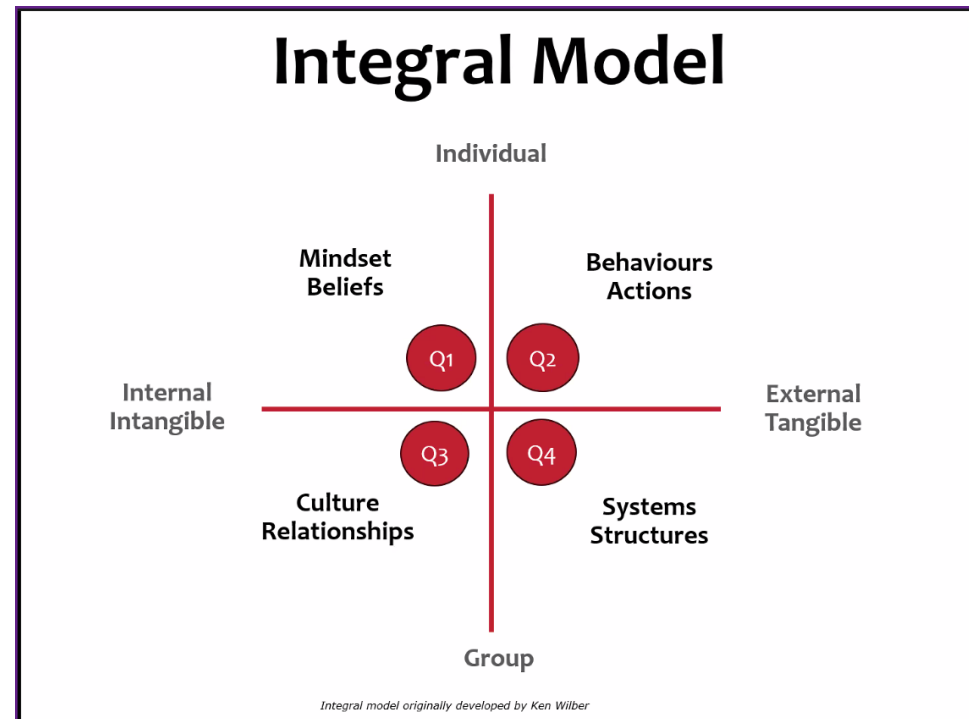 Integral Model
Individual
Mindset
Beliefs
Behaviours
Actions
Q1
Q2
Internal
Intangible
External
Tangible
Q3
Q4
Culture
Relationships
Systems
Structures
Group
Integral model originally developed by Ken Wilber